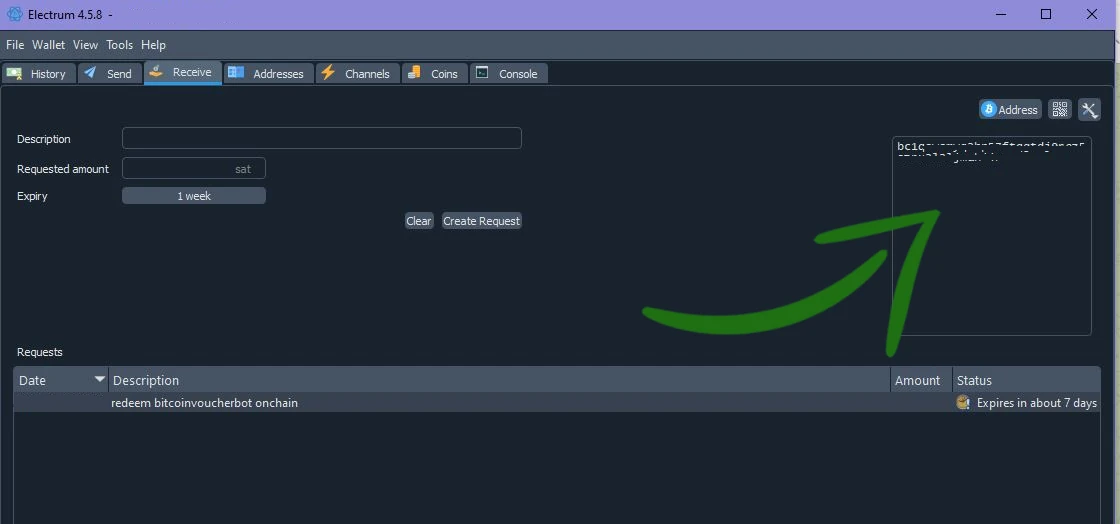 Electrum 4.5.8 -
File Wallet View Tools Help
History Send Receive Addresses Channels Coins Console
Address
Description
Requested amount sat
Expiry 1 week
Clear Create Request
Requests
Date Description Amount Status
redeem bitcoinvoucherbot onchain Expires in about 7 days